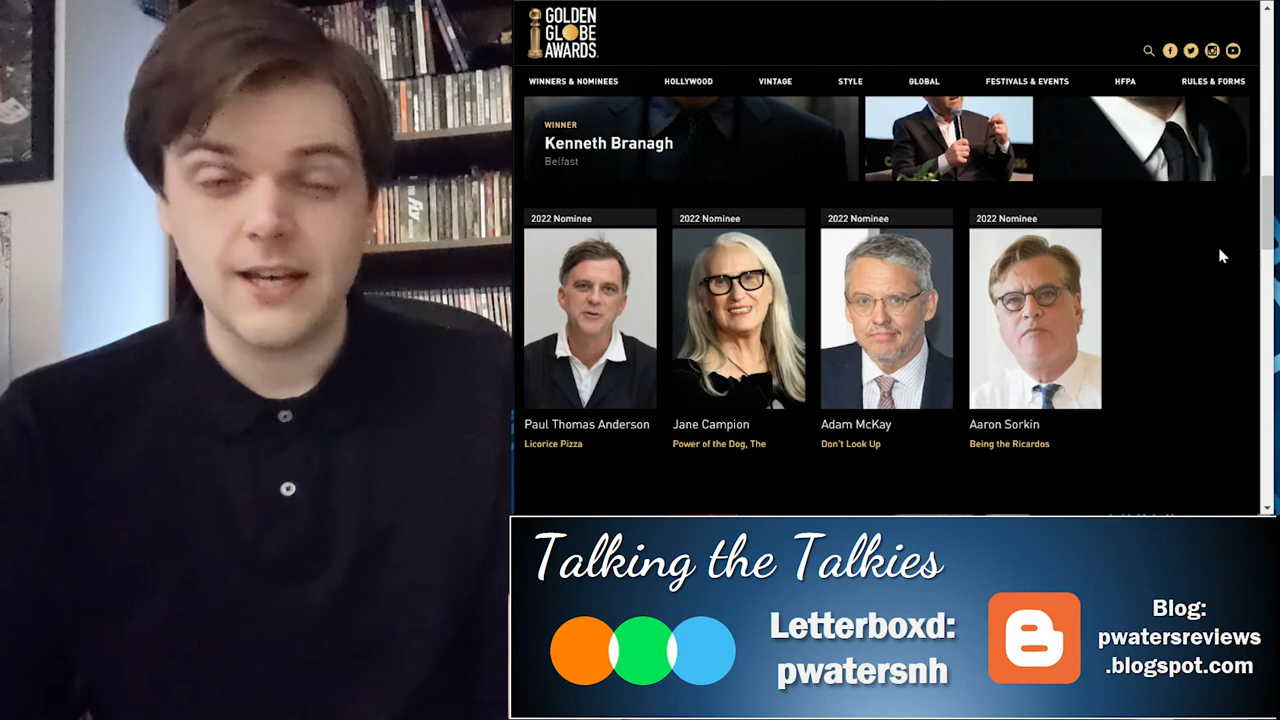 GOLDEN
GLOBE
AWARDS
WINNERS & NOMINEES
HOLLYWOOD
VINTAGE
STYLE
GLOBAL
FESTIVALS & EVENTS
HFPA
RULES & FORMS
WINNER
Kenneth Branagh
Belfast
2022 Nominee
2022 Nominee
2022 Nominee
2022 Nominee
Paul Thomas Anderson
Jane Campion
Adam McKay
Aaron Sorkin
Licorice Pizza
Power of the Dog, The
Don't Look Up
Being the Ricardos
Talking the Talkies
Letterboxd:
pwatersnh
Blog:
pwatersreviews
.blogspot.com